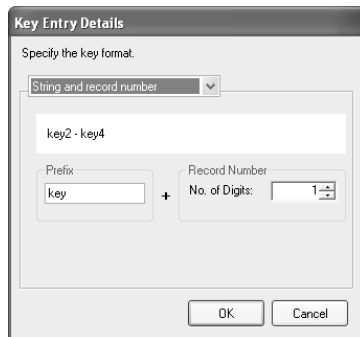 Key Entry Details
Specify the key format.
String and record number
key2 - key4
Prefix
key
+
Record Number
No. of Digits: 1
OK
Cancel